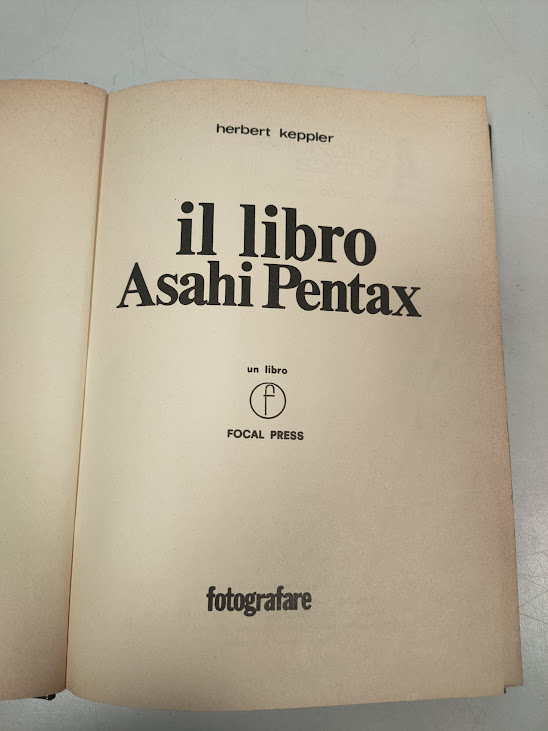 herbert keppler
il libro
Asahi Pentax
un libro
f
FOCAL PRESS
fotografare